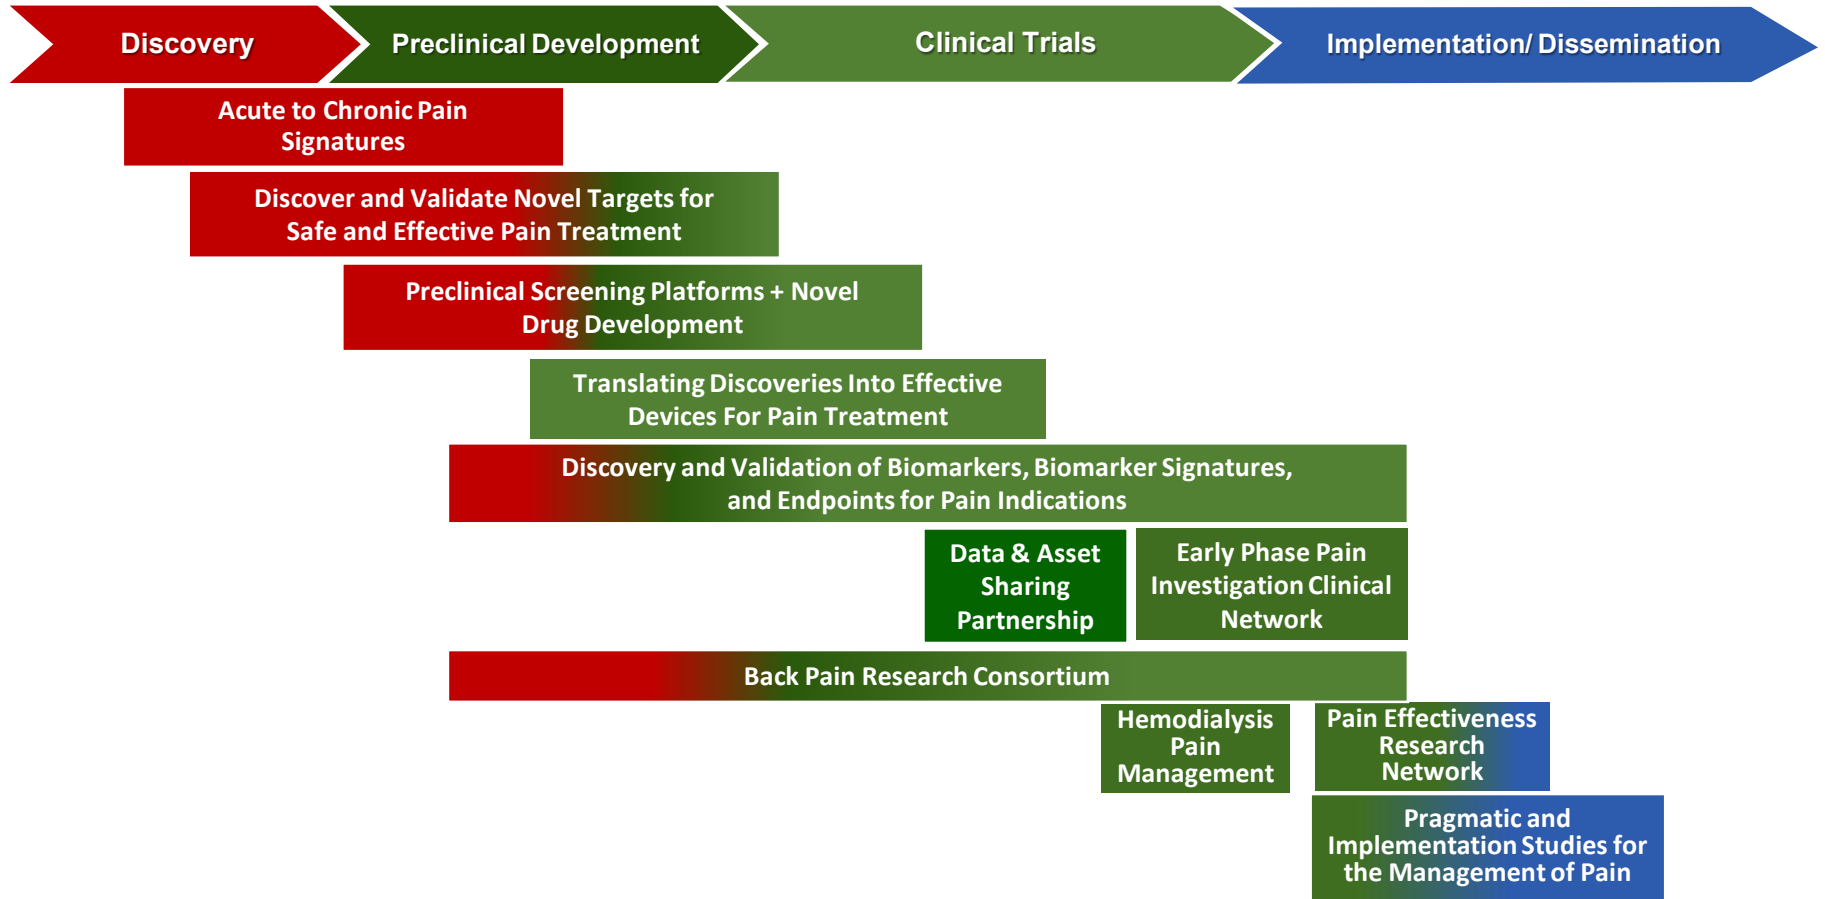 Discovery
Preclinical Development
Clinical Trials
Implementation/ Dissemination
Acute to Chronic Pain
Signatures
Discover and Validate Novel Targets for
Safe and Effective Pain Treatment
Preclinical Screening Platforms + Novel
Drug Development
Translating Discoveries Into Effective
Devices For Pain Treatment
Discovery and Validation of Biomarkers, Biomarker Signatures,
and Endpoints for Pain Indications
Data & Asset
Sharing
Partnership
Early Phase Pain
Investigation Clinical
Network
Back Pain Research Consortium
Hemodialysis
Pain
Management
Pain Effectiveness
Research
Network
Pragmatic and
Implementation Studies for
the Management of Pain